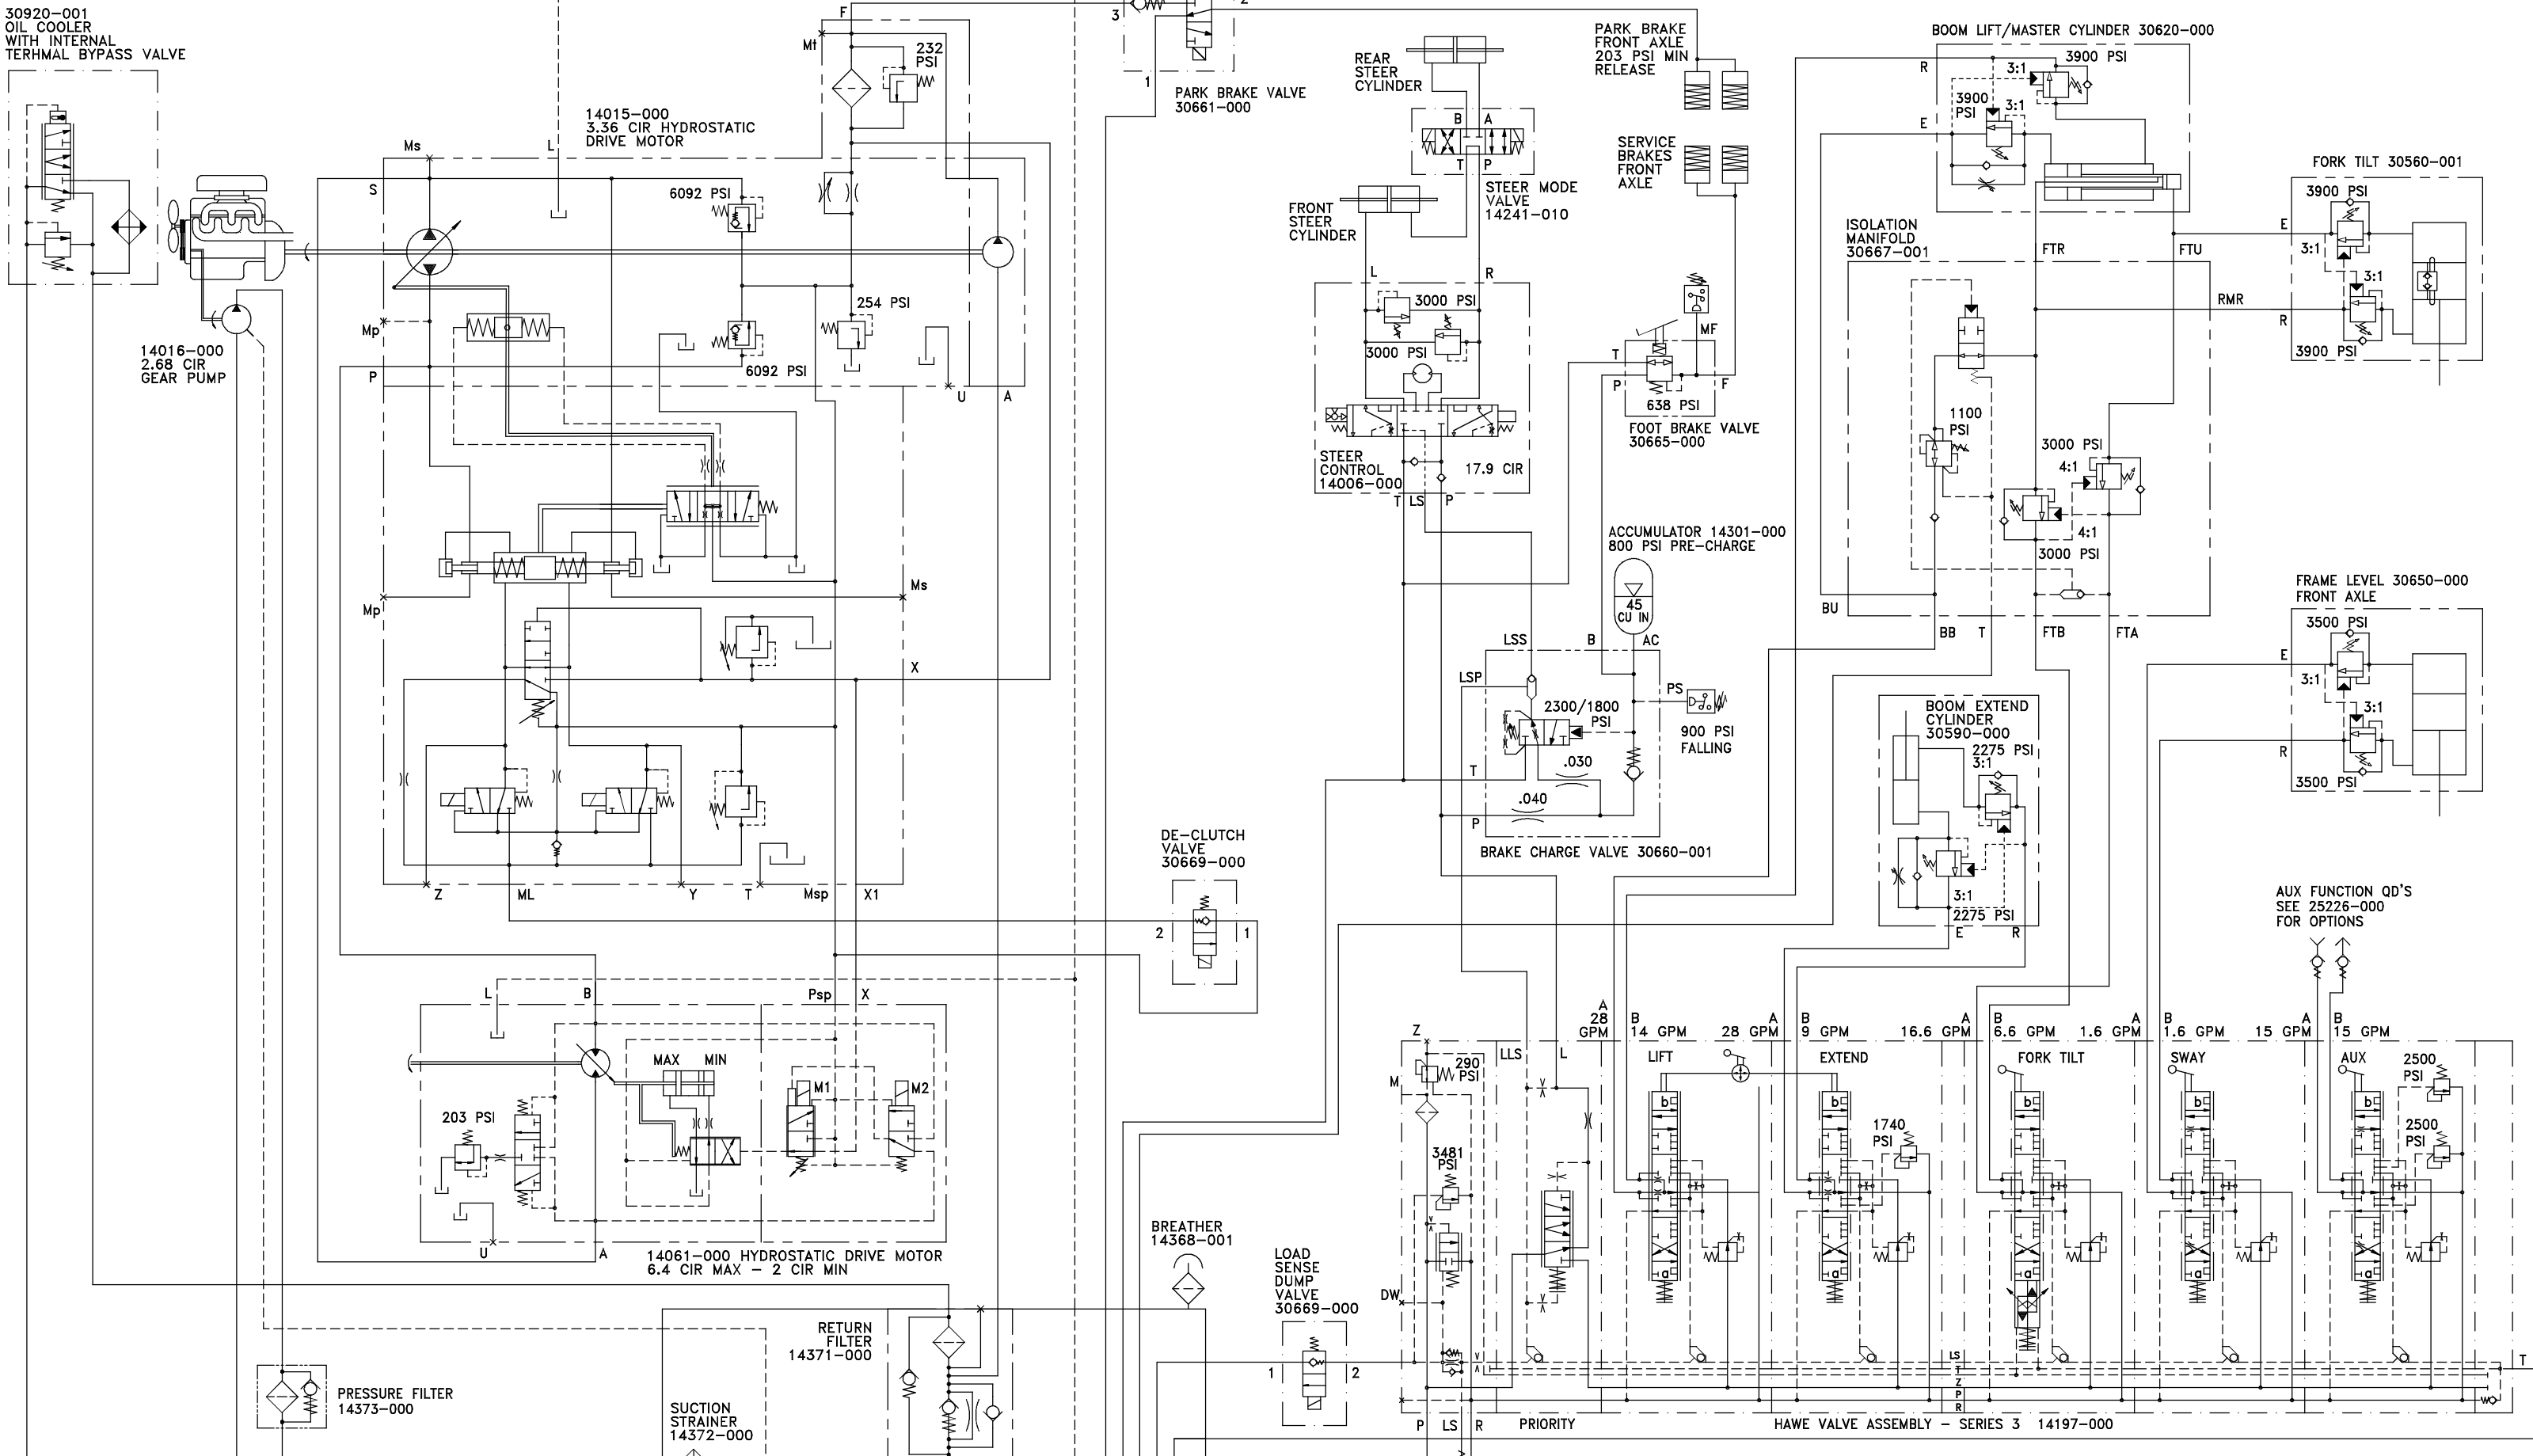 30920-001
OIL COOLER
WITH INTERNAL
TERHMAL BYPASS VALVE
14016-000
2.68 CIR
GEAR PUMP
14015-000
3.36 CIR HYDROSTATIC
DRIVE MOTOR
F
Mt
232
PSI
Ms
L
S
6092 PSI
254 PSI
Mp
6092 PSI
P
U
A
Ms
Mp
X
Z
ML
Y
T
Msp
X1
3
2
1
PARK BRAKE VALVE
30661-000
REAR
STEER
CYLINDER
B
A
T
P
STEER MODE
VALVE
14241-010
FRONT
STEER
CYLINDER
L
R
3000 PSI
3000 PSI
STEER
CONTROL
14006-000
17.9 CIR
T
LS
P
PARK BRAKE
FRONT AXLE
203 PSI MIN
RELEASE
SERVICE
BRAKES
FRONT
AXLE
MF
T
P
F
638 PSI
FOOT BRAKE VALVE
30665-000
ACCUMULATOR 14301-000
800 PSI PRE-CHARGE
45
CU IN
LSS
B
AC
LSP
PS
2300/1800
PSI
900 PSI
FALLING
.030
T
.040
P
BRAKE CHARGE VALVE 30660-001
BOOM LIFT/MASTER CYLINDER 30620-000
R
3900 PSI
3:1
3900
PSI
3:1
E
ISOLATION
MANIFOLD
30667-001
FTR
FTU
RMR
1100
PSI
3000 PSI
4:1
4:1
3000 PSI
BU
BB
T
FTB
FTA
FORK TILT 30560-001
3900 PSI
E
3:1
3:1
R
3900 PSI
FRAME LEVEL 30650-000
FRONT AXLE
3500 PSI
E
3:1
3:1
R
3500 PSI
BOOM EXTEND
CYLINDER
30590-000
2275 PSI
3:1
3:1
2275 PSI
E
R
AUX FUNCTION QD'S
SEE 25226-000
FOR OPTIONS
DE-CLUTCH
VALVE
30669-000
2
1
L
B
Psp
X
MAX
MIN
M1
M2
203 PSI
U
A
14061-000 HYDROSTATIC DRIVE MOTOR
6.4 CIR MAX - 2 CIR MIN
BREATHER
14368-001
LOAD
SENSE
DUMP
VALVE
30669-000
1
2
RETURN
FILTER
14371-000
PRESSURE FILTER
14373-000
SUCTION
STRAINER
14372-000
Z
290
PSI
M
3481
PSI
DW
P
LS
R
LLS
L
PRIORITY
A
28
GPM
B
14 GPM
LIFT
b
a
A
28 GPM
B
9 GPM
EXTEND
b
1740
PSI
a
A
16.6 GPM
B
6.6 GPM
FORK TILT
b
a
A
1.6 GPM
B
1.6 GPM
SWAY
b
a
A
15 GPM
B
15 GPM
AUX
b
2500
PSI
2500
PSI
a
LS
T
Z
P
R
T
HAWE VALVE ASSEMBLY - SERIES 3 14197-000